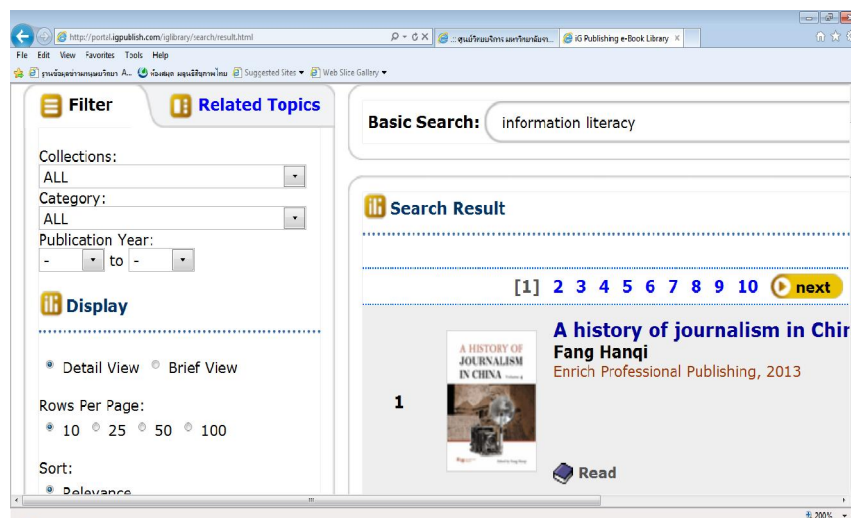 http://portal.igpublish.com/iglibrary/search/result.html
iG Publishing e-Book Library
File Edit View Favorites Tools Help
Suggested Sites Web Slice Gallery
Filter
Related Topics
Collections:
ALL
Category:
ALL
Publication Year:
- to -
Display
Detail View Brief View
Rows Per Page:
10 25 50 100
Sort:
Relevance
Basic Search: information literacy
Search Result
[1] 2 3 4 5 6 7 8 9 10 next
1
A HISTORY OF
JOURNALISM
IN CHINA
A history of journalism in Chin
Fang Hanqi
Enrich Professional Publishing, 2013
Read
200%